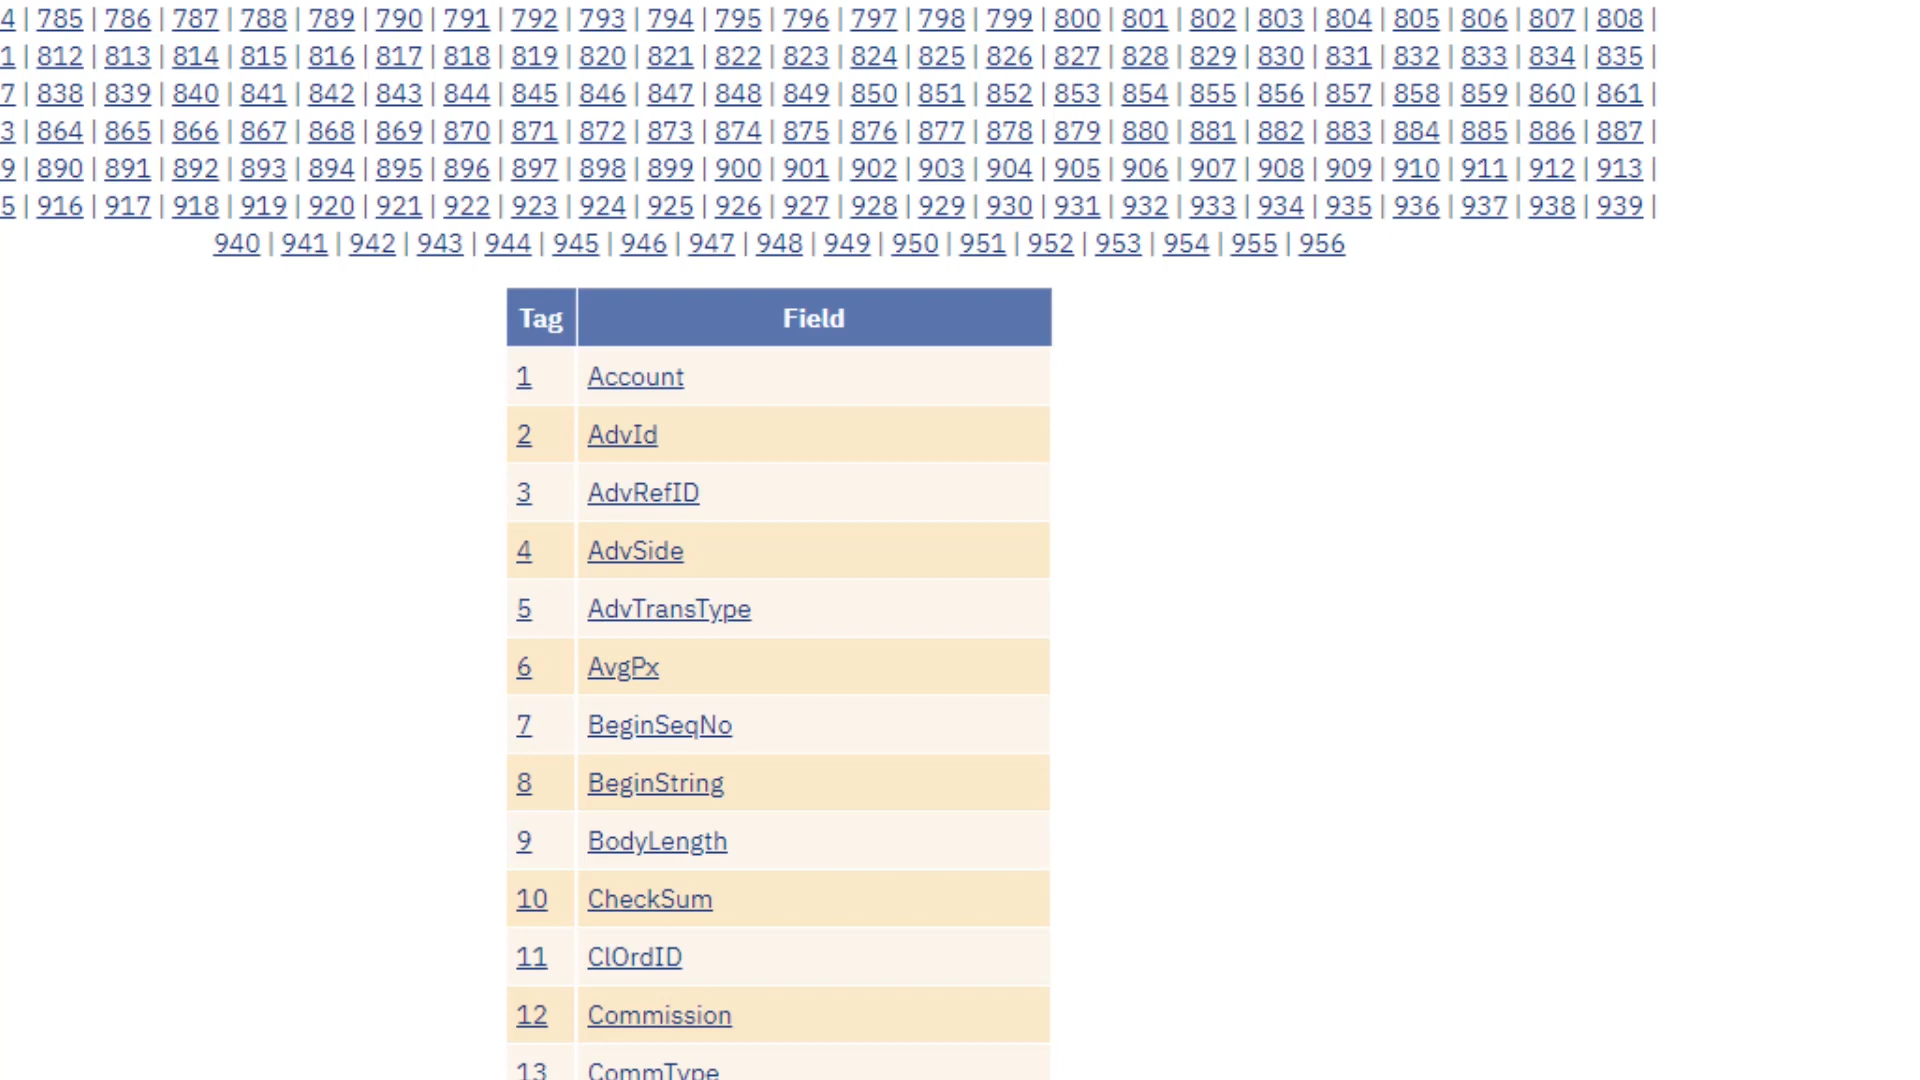 4 | 785 | 786 | 787 | 788 | 789 | 790 | 791 | 792 | 793 | 794 | 795 | 796 | 797 | 798 | 799 | 800 | 801 | 802 | 803 | 804 | 805 | 806 | 807 | 808 |
1 | 812 | 813 | 814 | 815 | 816 | 817 | 818 | 819 | 820 | 821 | 822 | 823 | 824 | 825 | 826 | 827 | 828 | 829 | 830 | 831 | 832 | 833 | 834 | 835 |
7 | 838 | 839 | 840 | 841 | 842 | 843 | 844 | 845 | 846 | 847 | 848 | 849 | 850 | 851 | 852 | 853 | 854 | 855 | 856 | 857 | 858 | 859 | 860 | 861 |
3 | 864 | 865 | 866 | 867 | 868 | 869 | 870 | 871 | 872 | 873 | 874 | 875 | 876 | 877 | 878 | 879 | 880 | 881 | 882 | 883 | 884 | 885 | 886 | 887 |
9 | 890 | 891 | 892 | 893 | 894 | 895 | 896 | 897 | 898 | 899 | 900 | 901 | 902 | 903 | 904 | 905 | 906 | 907 | 908 | 909 | 910 | 911 | 912 | 913 |
5 | 916 | 917 | 918 | 919 | 920 | 921 | 922 | 923 | 924 | 925 | 926 | 927 | 928 | 929 | 930 | 931 | 932 | 933 | 934 | 935 | 936 | 937 | 938 | 939 |
940 | 941 | 942 | 943 | 944 | 945 | 946 | 947 | 948 | 949 | 950 | 951 | 952 | 953 | 954 | 955 | 956
Tag Field
1 Account
2 AdvId
3 AdvRefID
4 AdvSide
5 AdvTransType
6 AvgPx
7 BeginSeqNo
8 BeginString
9 BodyLength
10 CheckSum
11 ClOrdID
12 Commission
13 CommType